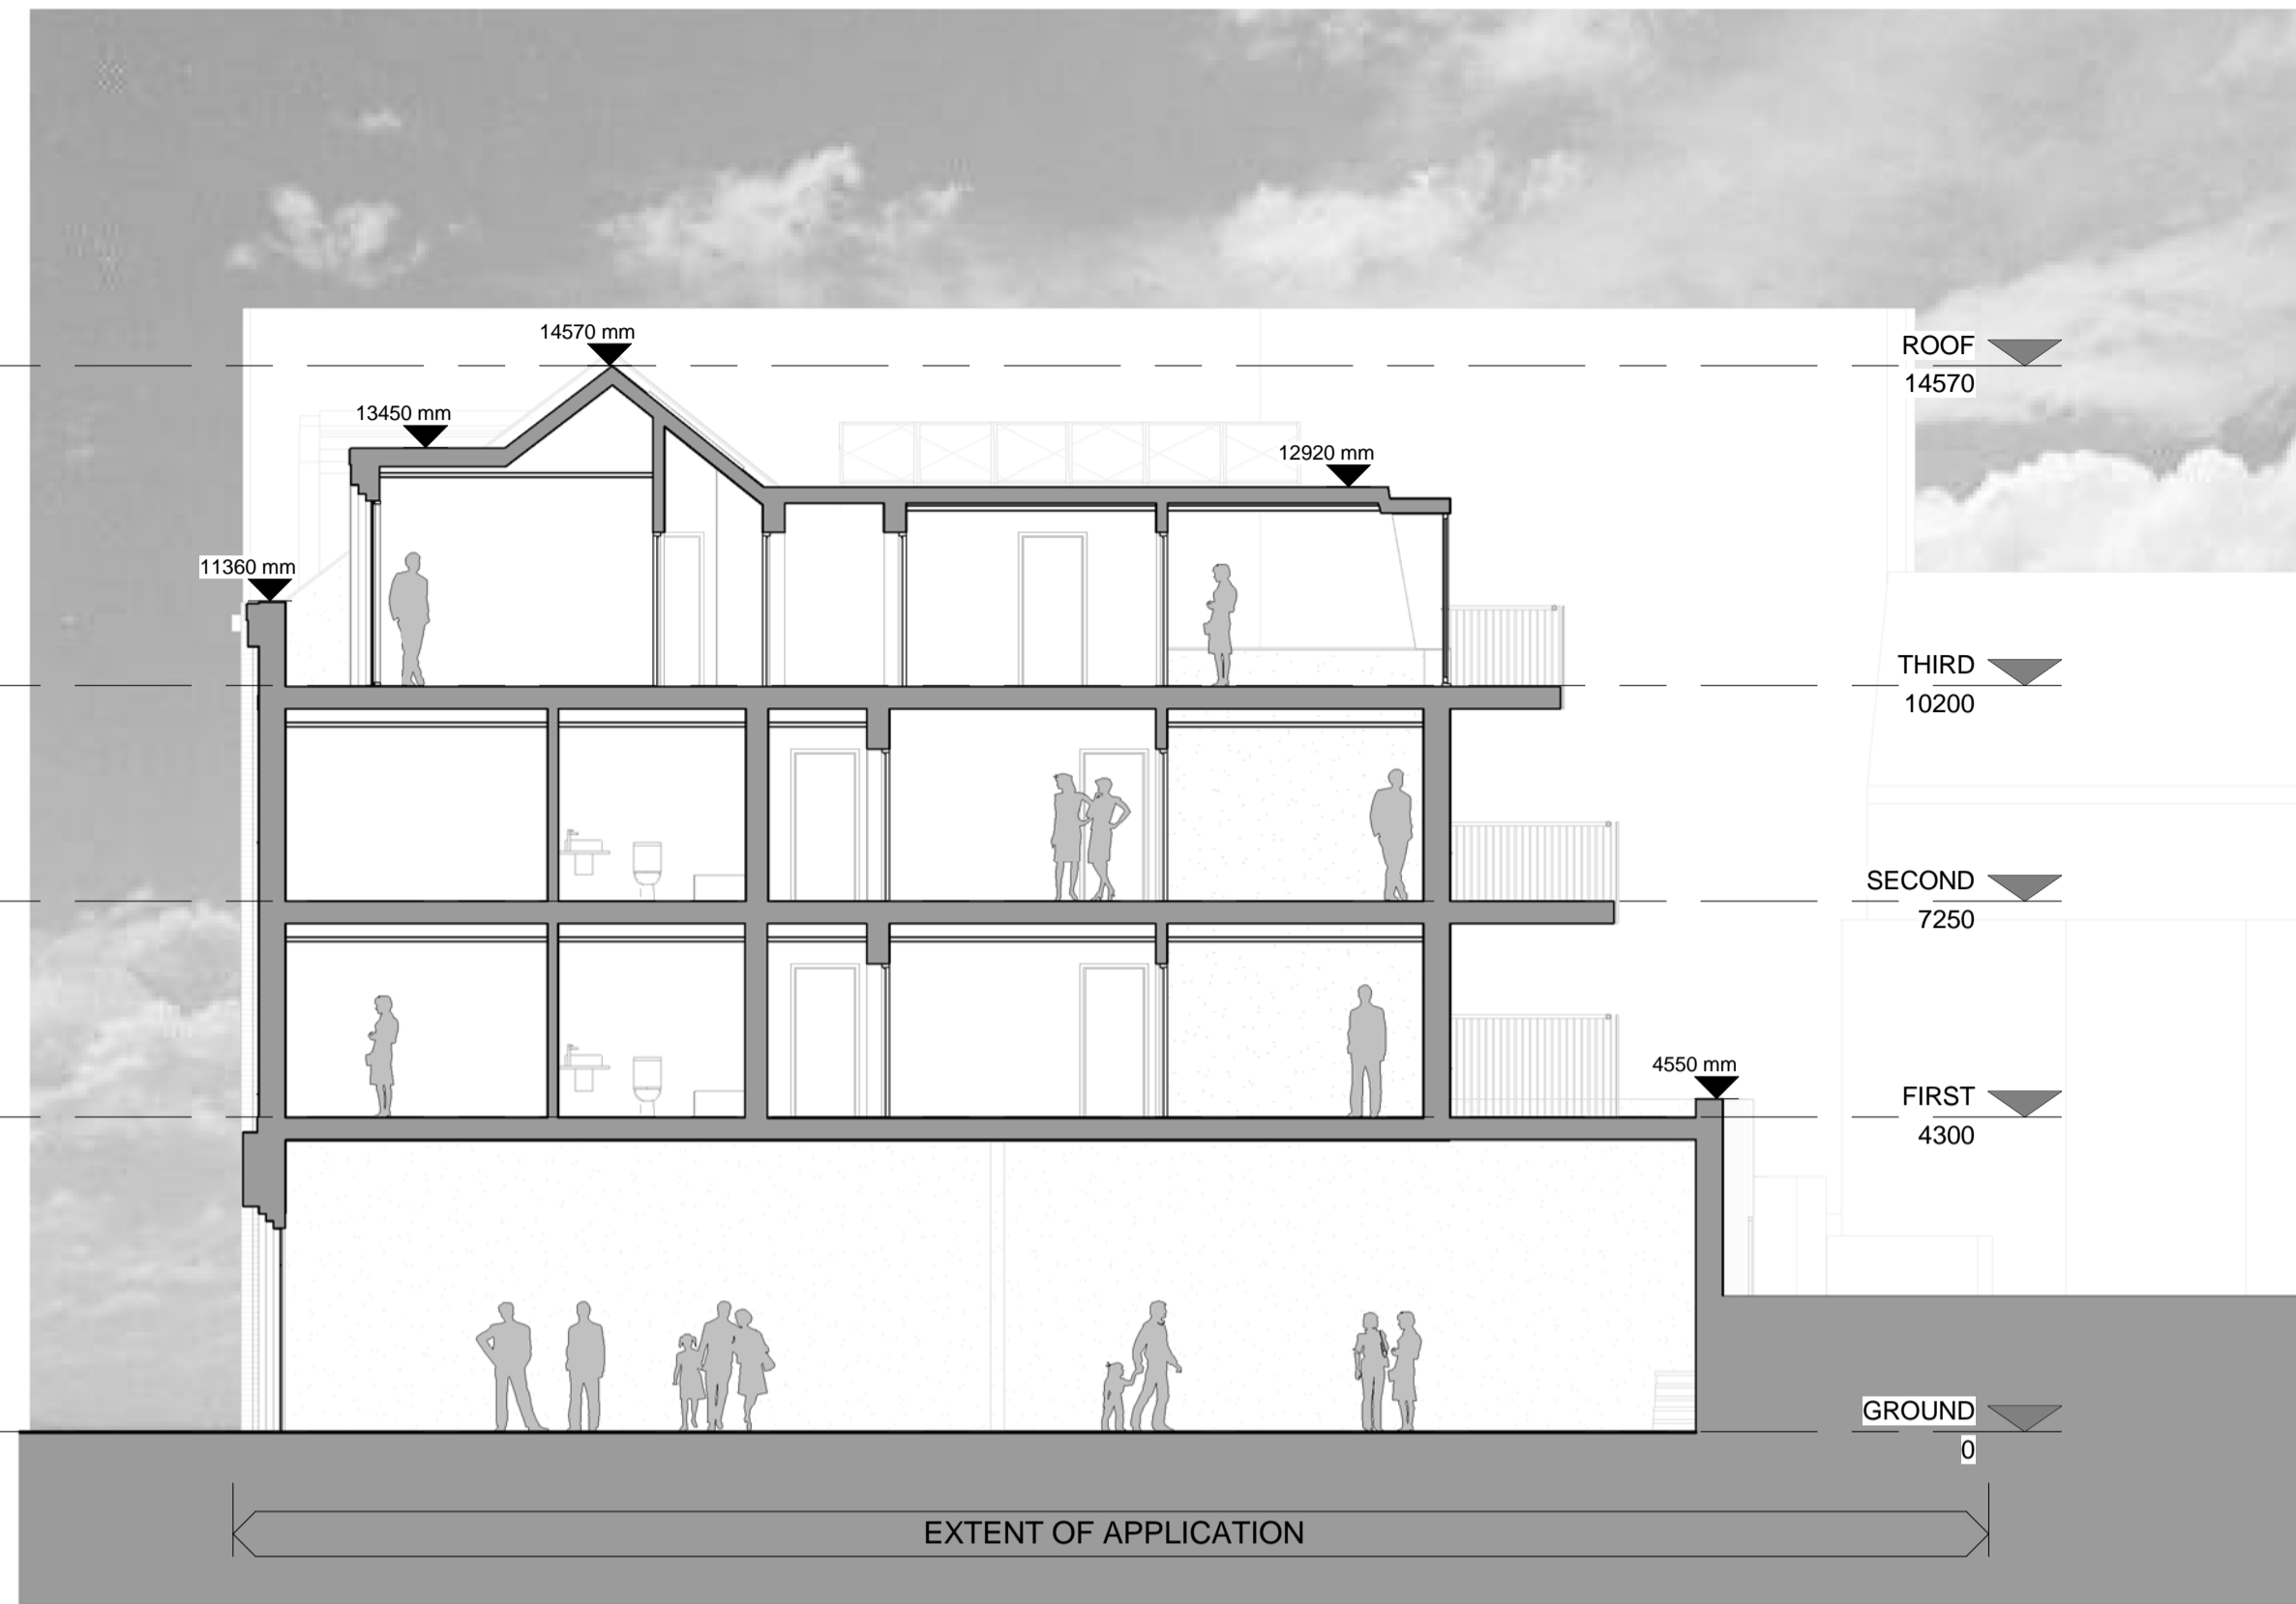 14570 mm
ROOF
14570
13450 mm
12920 mm
11360 mm
THIRD
10200
SECOND
7250
4550 mm
FIRST
4300
GROUND
0
EXTENT OF APPLICATION